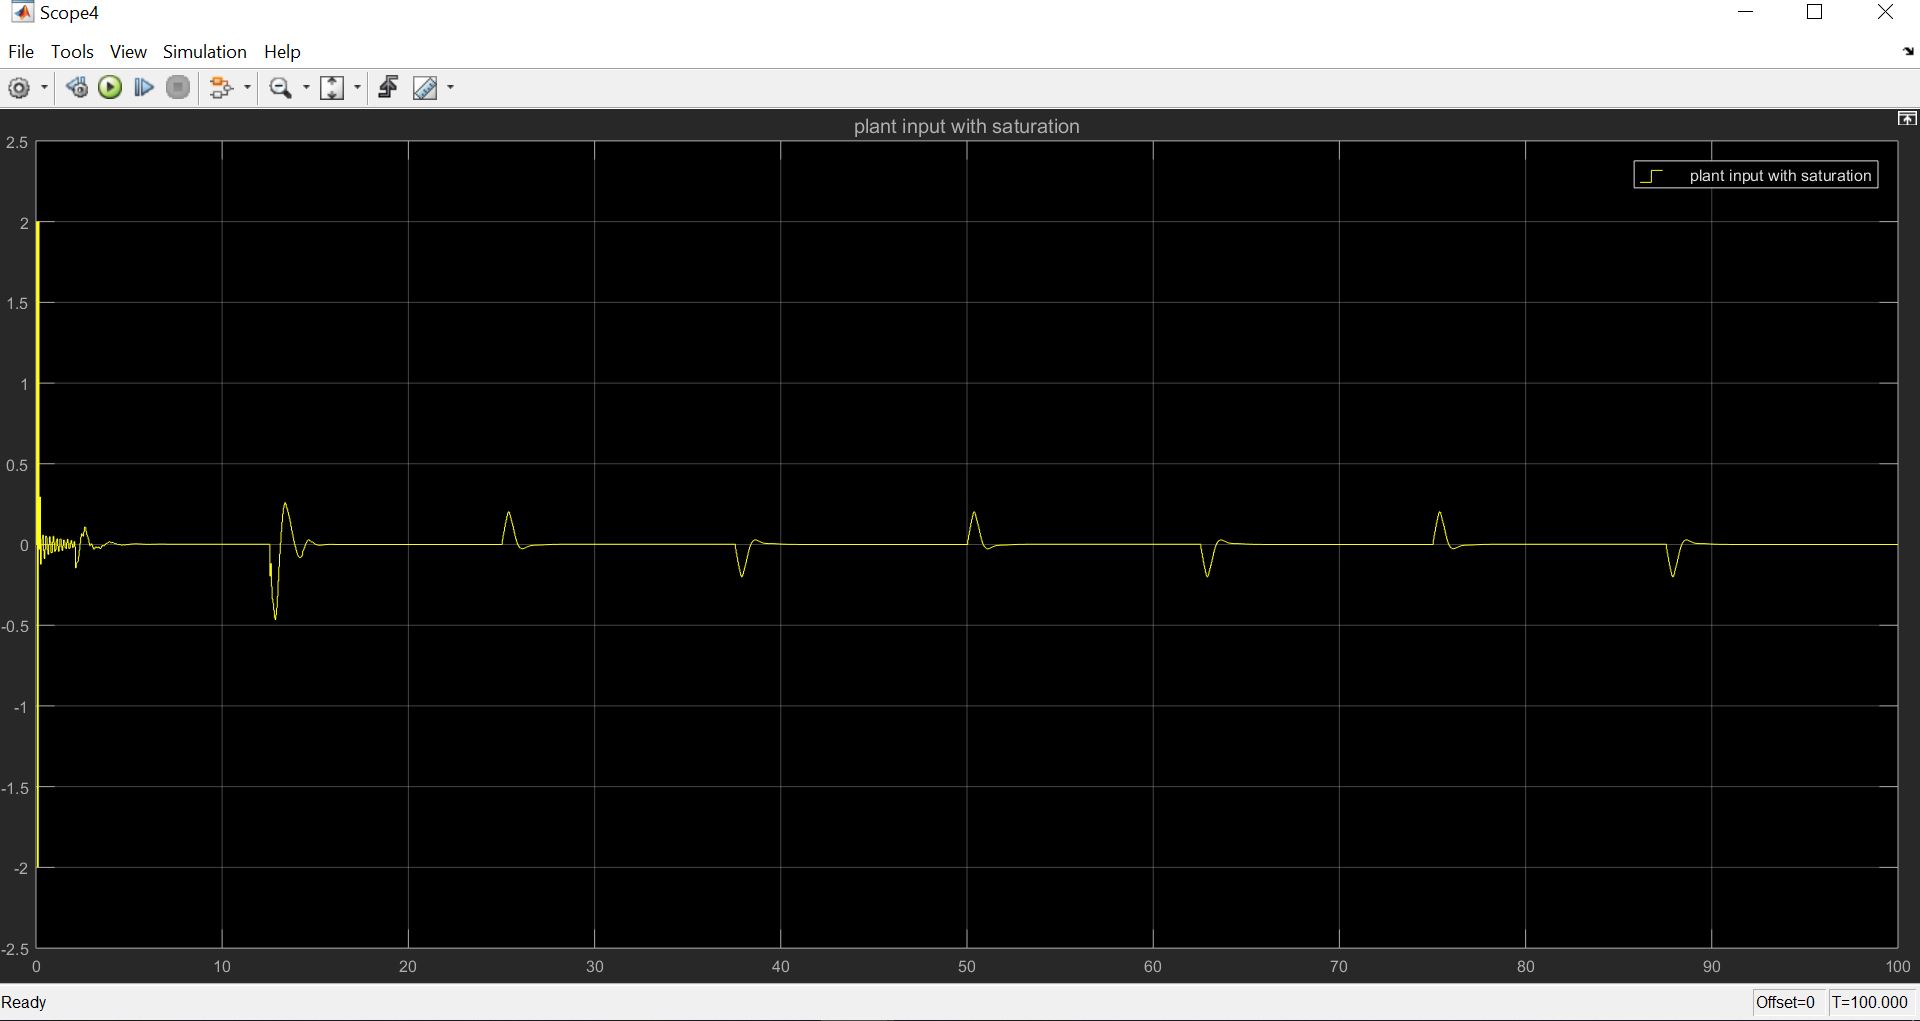 Scope4
File Tools View Simulation Help
plant input with saturation
plant input with saturation
2.5
2
1.5
1
0.5
0
-0.5
-1
-1.5
-2
-2.5
0 10 20 30 40 50 60 70 80 90 100
Ready Offset=0 T=100.000